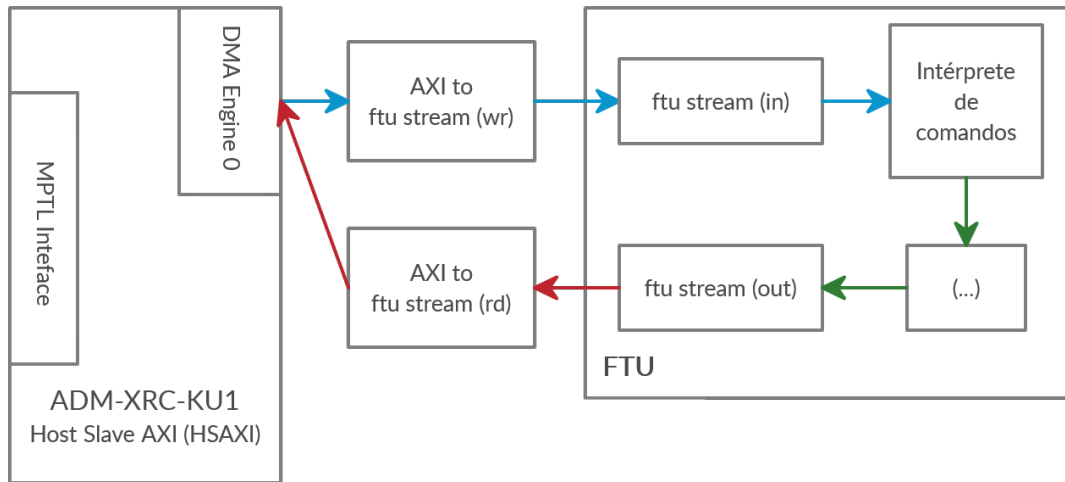 DMA Engine 0
MPTL Inteface
ADM-XRC-KU1
Host Slave AXI (HSAXI)
AXI to
ftu stream (wr)
AXI to
ftu stream (rd)
ftu stream (in)
Intérprete
de
comandos
ftu stream (out)
(...)
FTU